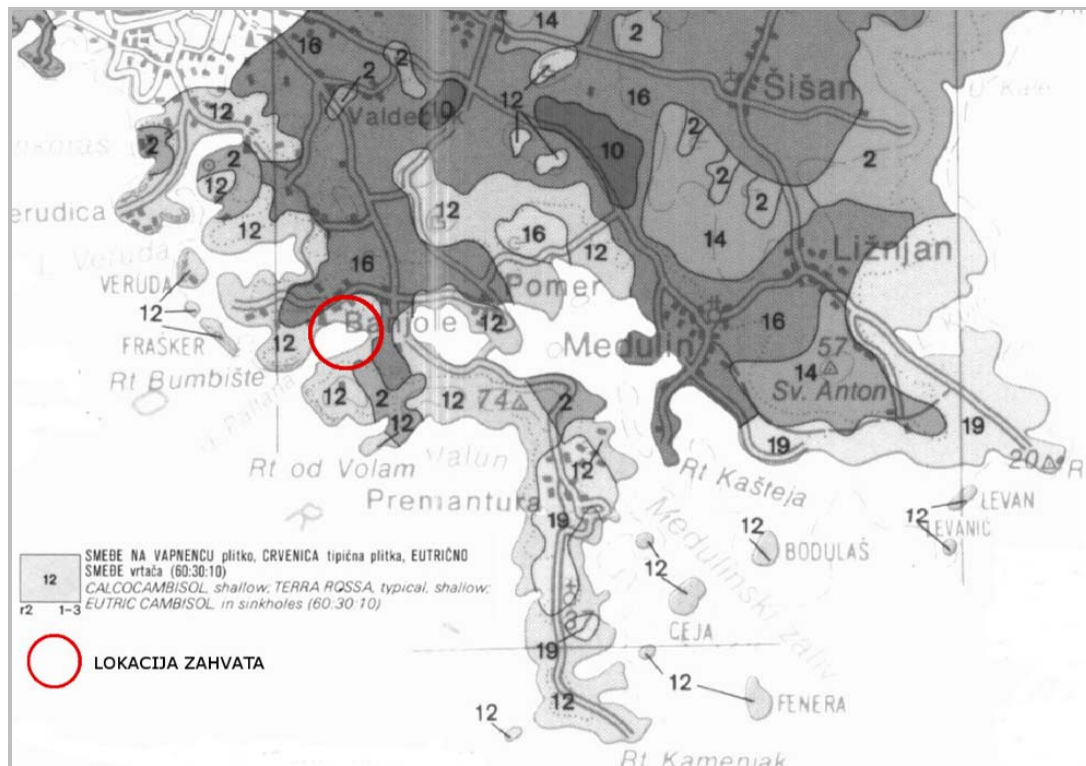 14
2
16
2
2
12
Šišan
12
16
Valdebek
10
10
2
2
2
2
12
2
12
2
14
12
16
12
12
erudica
Veruda
VERUDA
16
Ližnjan
Pomer
12
12
Banjole
FRAŠKER
12
Medulin
16
57
14
Sv. Anton
Rt Bumbište
12
2
12
12
74
2
19
19
20
Rt od Volam
12
Rt Kašteja
Premantura
19
LEVAN
12
LEVANIĆ
12
BODULAŠ
12
Medulinski zaliv
CEJA
37
19
12
12
FENERA
12
Rt Kamenjak
12
r2 1-3
SMEĐE NA VAPNENCU plitko, CRVENICA tipična plitka, EUTRIČNO
SMEĐE vrtača (60:30:10)
CALCOCAMBISOL, shallow; TERRA ROSSA, typical, shallow;
EUTRIC CAMBISOL, in sinkholes (60:30:10)
LOKACIJA ZAHVATA